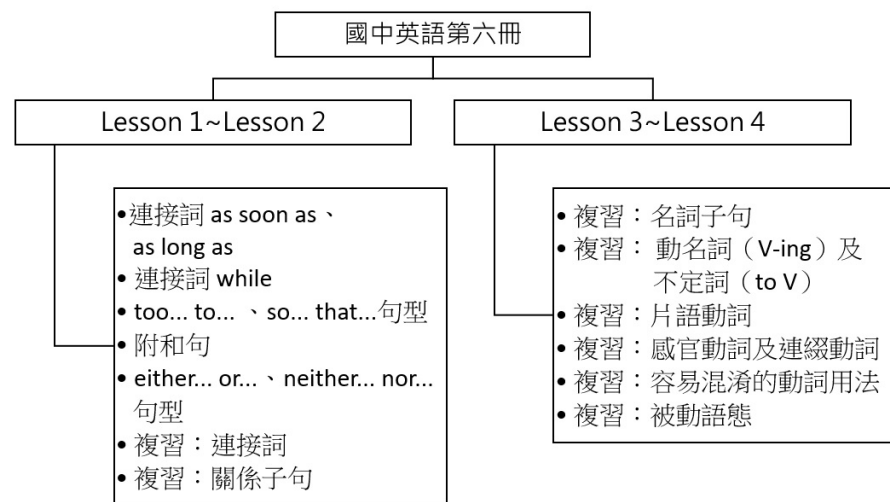 國中英語第六冊
Lesson 1~Lesson 2
•連接詞 as soon as、
as long as
• 連接詞 while
• too... to... 、so... that...句型
• 附和句
• either... or...、neither... nor...
句型
• 複習：連接詞
• 複習：關係子句
Lesson 3~Lesson 4
• 複習：名詞子句
• 複習： 動名詞（V-ing）及
不定詞（to V）
• 複習：片語動詞
• 複習：感官動詞及連綴動詞
• 複習：容易混淆的動詞用法
• 複習：被動語態